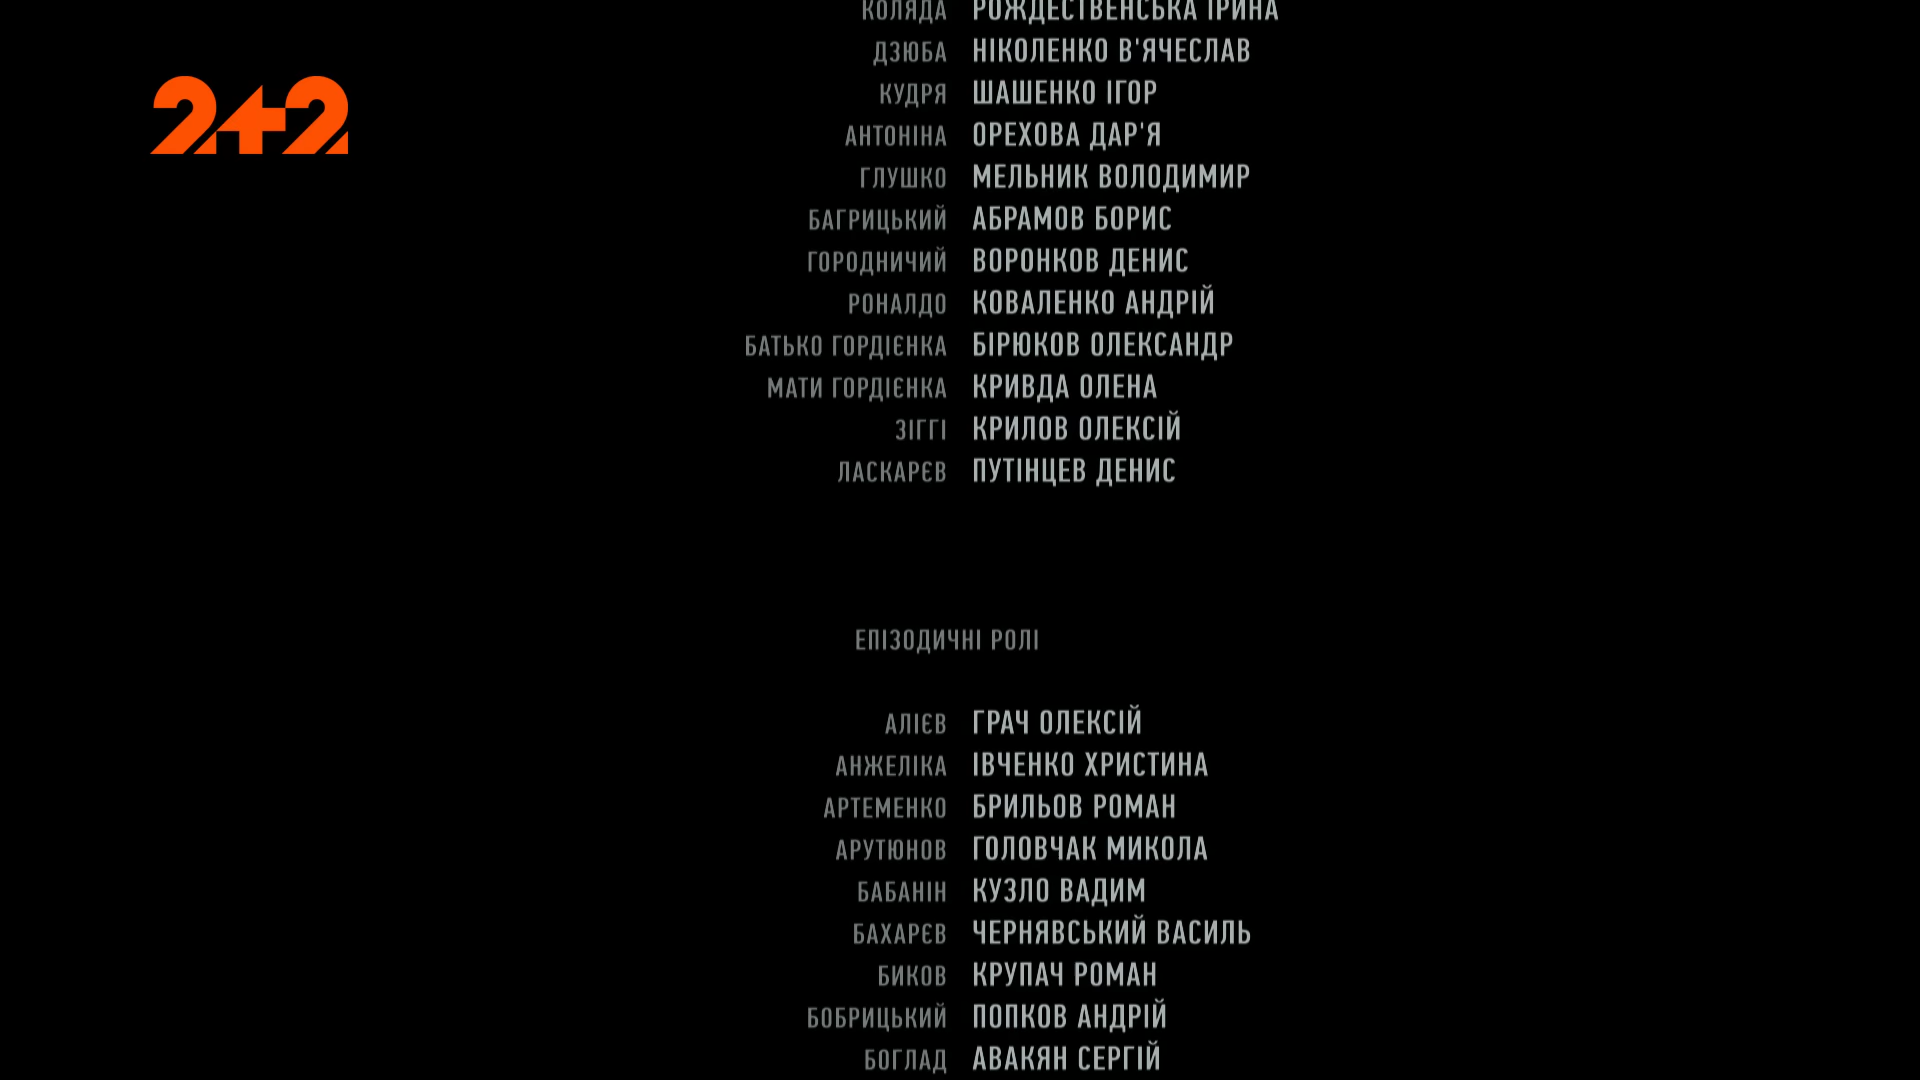 КОЛЯДА РОЖДЕСТВЕНСЬКА ІРИНА
2+2
ДЗЮБА НІКОЛЕНКО В'ЯЧЕСЛАВ
КУДРЯ ШАШЕНКО ІГОР
АНТОНІНА ОРЕХОВА ДАР'Я
ГЛУШКО МЕЛЬНИК ВОЛОДИМИР
БАГРИЦЬКИЙ АБРАМОВ БОРИС
ГОРОДНИЧИЙ ВОРОНКОВ ДЕНИС
РОНАЛДО КОВАЛЕНКО АНДРІЙ
БАТЬКО ГОРДІЄНКА БІРЮКОВ ОЛЕКСАНДР
МАТИ ГОРДІЄНКА КРИВДА ОЛЕНА
ЗІГГІ КРИЛОВ ОЛЕКСІЙ
ЛАСКАРЄВ ПУТІНЦЕВ ДЕНИС
ЕПІЗОДИЧНІ РОЛІ
АЛІЄВ ГРАЧ ОЛЕКСІЙ
АНЖЕЛІКА ІВЧЕНКО ХРИСТИНА
АРТЕМЕНКО БРИЛЬОВ РОМАН
АРУТЮНОВ ГОЛОВЧАК МИКОЛА
БАБАНІН КУЗЛО ВАДИМ
БАХАРЄВ ЧЕРНЯВСЬКИЙ ВАСИЛЬ
БИКОВ КРУПАЧ РОМАН
БОБРИЦЬКИЙ ПОПКОВ АНДРІЙ
БОГЛАД АВАКЯН СЕРГІЙ